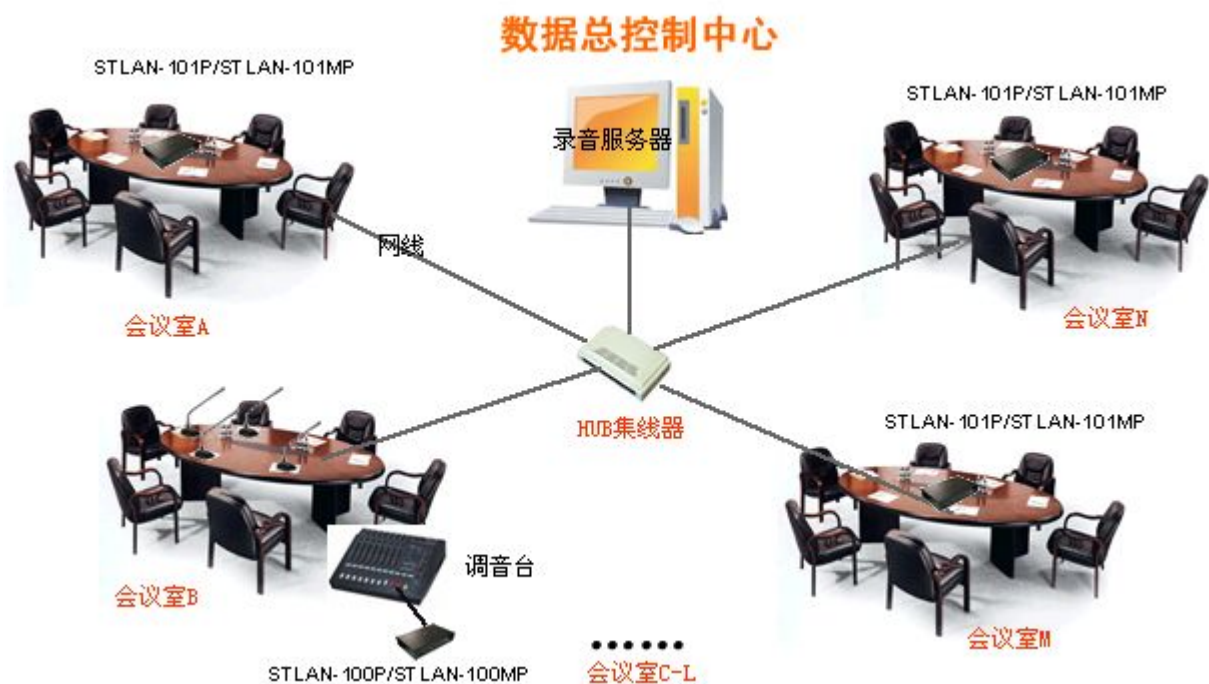 数据总控制中心
STLAN-101P/STLAN-101MP
STLAN-101P/STLAN-101MP
录音服务器
网线
会议室A
会议室N
HUB集线器
STLAN-101P/STLAN-101MP
调音台
会议室B
会议室M
STLAN-100P/STLAN-100MP
••••••
会议室C-L